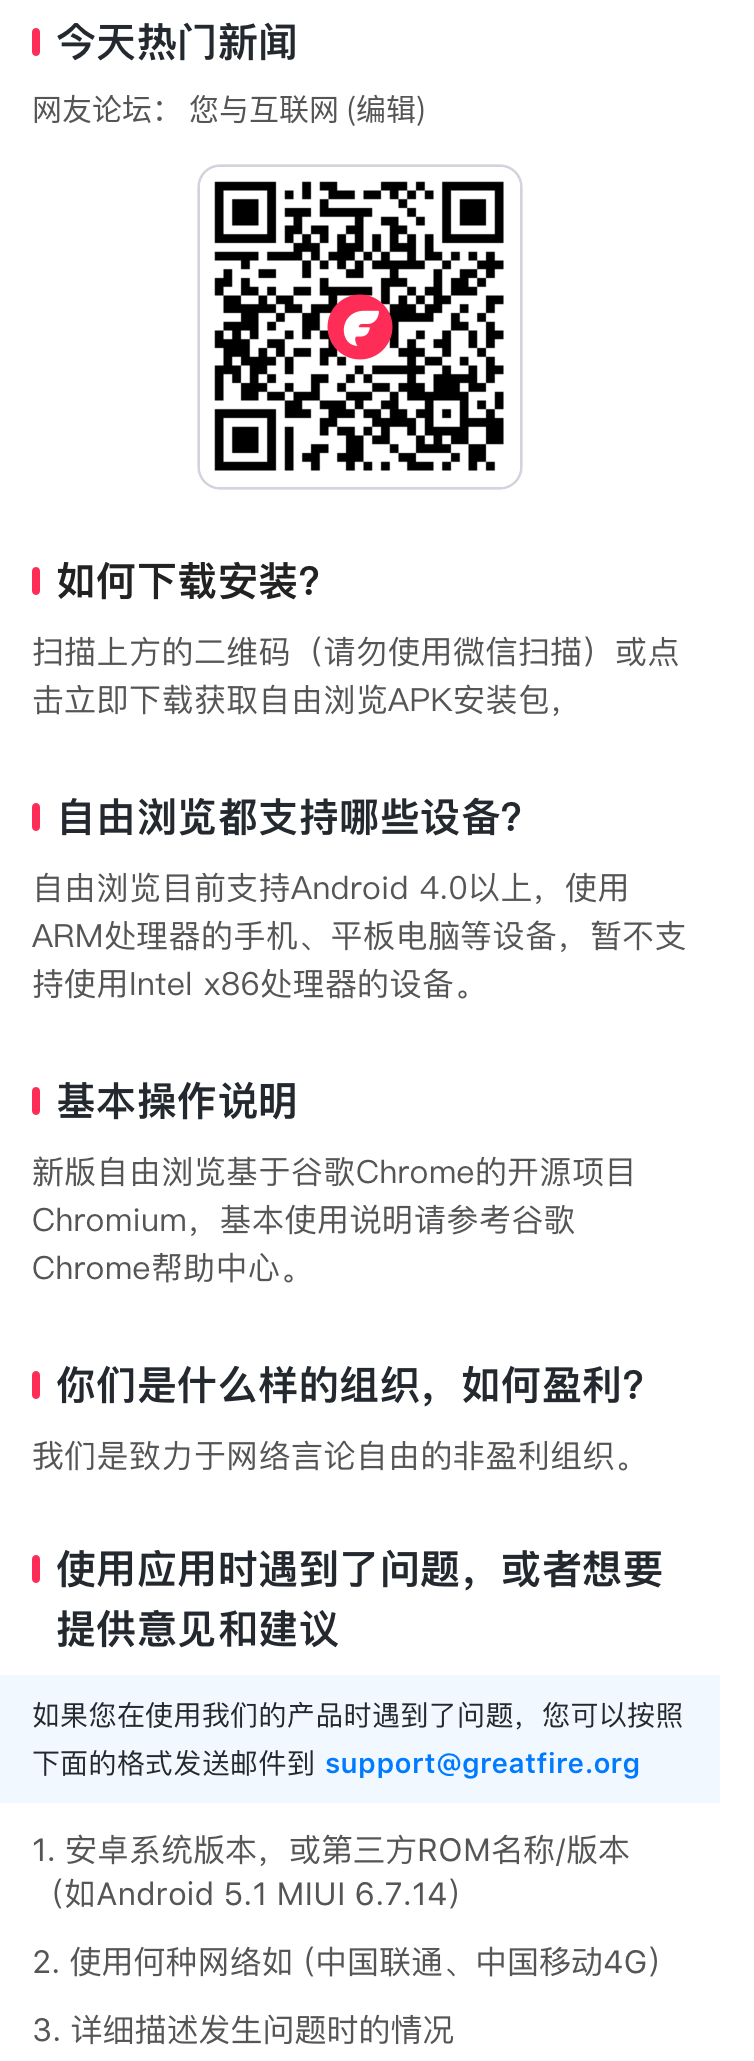 今天热门新闻
网友论坛： 您与互联网 (编辑)
如何下载安装?
扫描上方的二维码（请勿使用微信扫描）或点
击立即下载获取自由浏览APK安装包，
自由浏览都支持哪些设备?
自由浏览目前支持Android 4.0以上，使用
ARM处理器的手机、平板电脑等设备，暂不支
持使用Intel x86处理器的设备。
基本操作说明
新版自由浏览基于谷歌Chrome的开源项目
Chromium，基本使用说明请参考谷歌
Chrome帮助中心。
你们是什么样的组织，如何盈利?
我们是致力于网络言论自由的非盈利组织。
使用应用时遇到了问题，或者想要
提供意见和建议
如果您在使用我们的产品时遇到了问题，您可以按照
下面的格式发送邮件到 support@greatfire.org
1. 安卓系统版本，或第三方ROM名称/版本
（如Android 5.1 MIUI 6.7.14）
2. 使用何种网络如 (中国联通、中国移动4G)
3. 详细描述发生问题时的情况